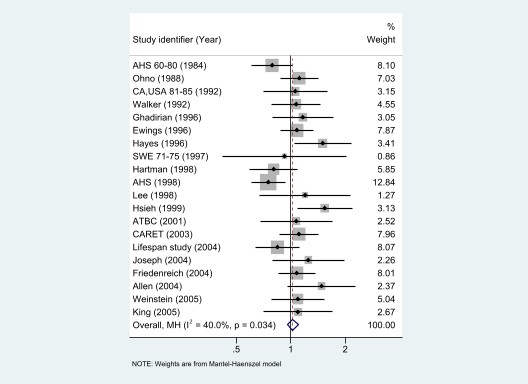 %
Study identifier (Year) Weight
AHS 60-80 (1984) 8.10
Ohno (1988) 7.03
CA,USA 81-85 (1992) 3.15
Walker (1992) 4.55
Ghadirian (1996) 3.05
Ewings (1996) 7.87
Hayes (1996) 3.41
SWE 71-75 (1997) 0.86
Hartman (1998) 5.85
AHS (1998) 12.84
Lee (1998) 1.27
Hsieh (1999) 3.13
ATBC (2001) 2.52
CARET (2003) 7.96
Lifespan study (2004) 8.07
Joseph (2004) 2.26
Friedenreich (2004) 8.01
Allen (2004) 2.37
Weinstein (2005) 5.04
King (2005) 2.67
Overall, MH (I² = 40.0%, p = 0.034) 100.00
.5 1 2
NOTE: Weights are from Mantel-Haenszel model